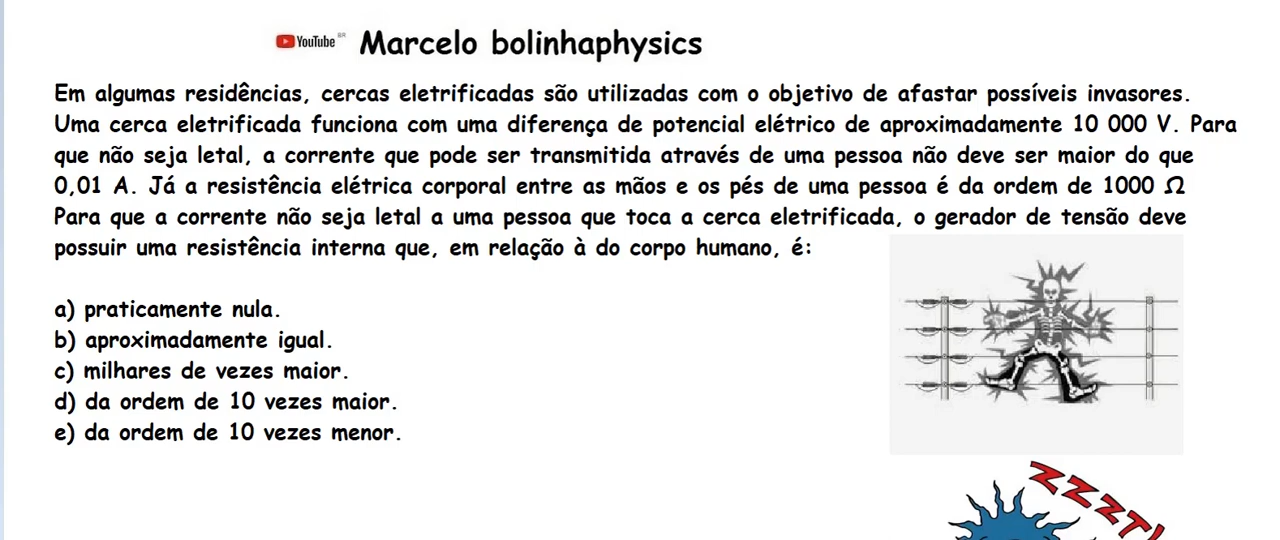 YouTube BR Marcelo bolinhaphysics
Em algumas residências, cercas eletrificadas são utilizadas com o objetivo de afastar possíveis invasores.
Uma cerca eletrificada funciona com uma diferença de potencial elétrico de aproximadamente 10 000 V. Para
que não seja letal, a corrente que pode ser transmitida através de uma pessoa não deve ser maior do que
0,01 A. Já a resistência elétrica corporal entre as mãos e os pés de uma pessoa é da ordem de 1000 Ω
Para que a corrente não seja letal a uma pessoa que toca a cerca eletrificada, o gerador de tensão deve
possuir uma resistência interna que, em relação à do corpo humano, é:
a) praticamente nula.
b) aproximadamente igual.
c) milhares de vezes maior.
d) da ordem de 10 vezes maior.
e) da ordem de 10 vezes menor.
ZZZZT!